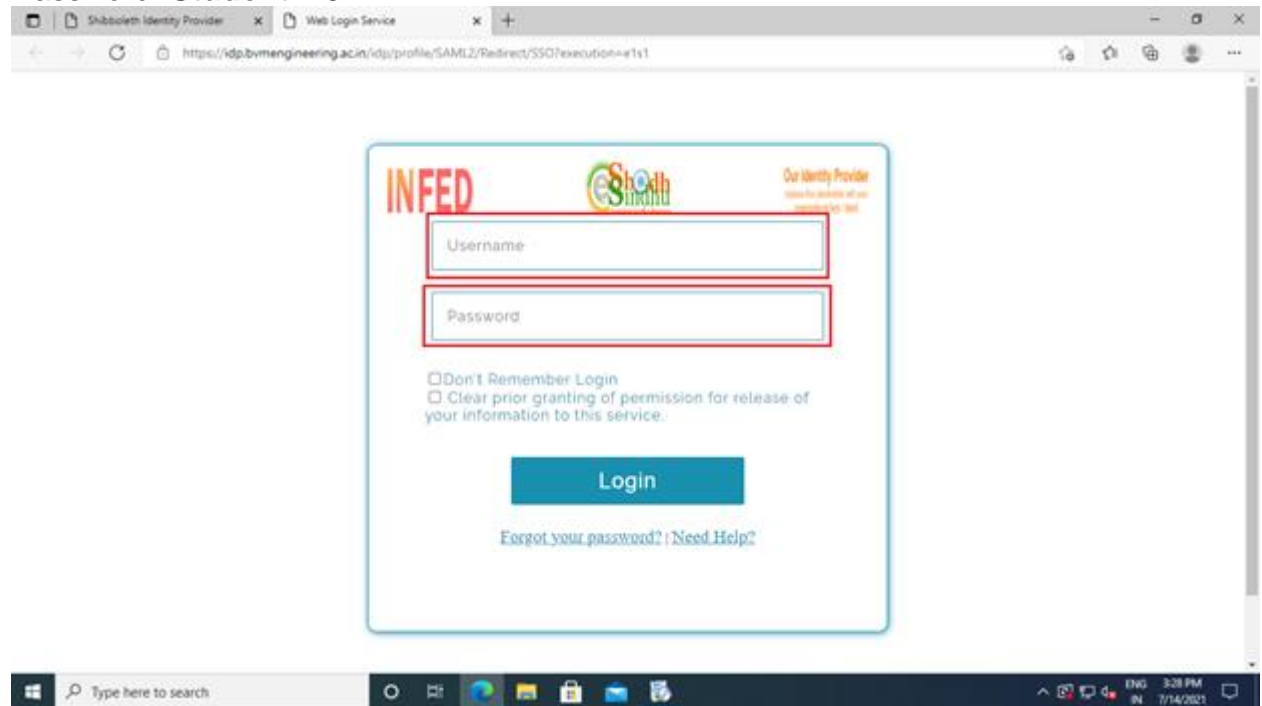 Shibboleth Identity Provider
Web Login Service
https://idp.bvmengineering.ac.in/idp/profile/SAML2/Redirect/SSO?execution=e1s1
INFED
e Shodh
Sindhu
Our Identity Provider
Username
Password
Don't Remember Login
Clear prior granting of permission for release of
your information to this service.
Login
Forgot your password? | Need Help?
Type here to search
ENG
IN
3:28 PM
7/14/2021